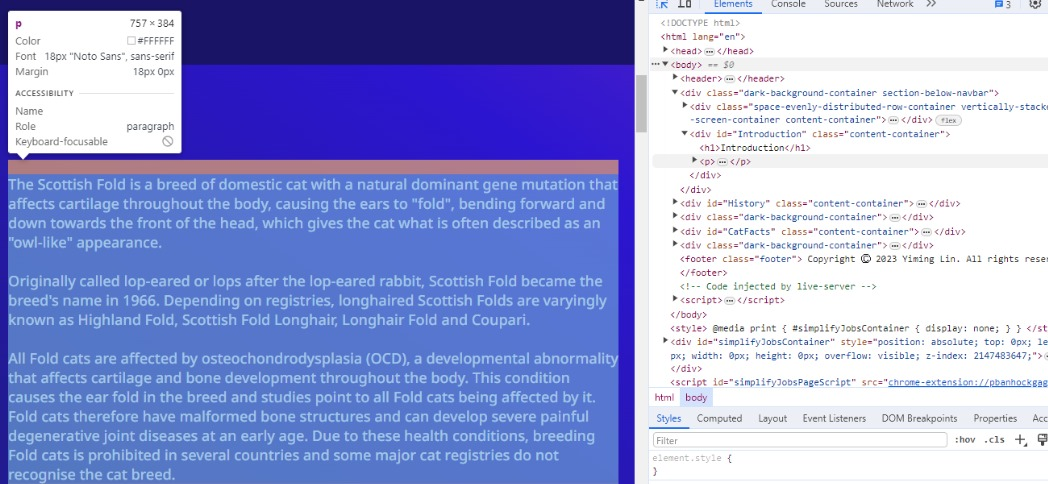 p 757 × 384
Color #FFFFFF
Font 18px "Noto Sans", sans-serif
Margin 18px 0px
ACCESSIBILITY
Name
Role paragraph
Keyboard-focusable
The Scottish Fold is a breed of domestic cat with a natural dominant gene mutation that
affects cartilage throughout the body, causing the ears to "fold", bending forward and
down towards the front of the head, which gives the cat what is often described as an
"owl-like" appearance.
Originally called lop-eared or lops after the lop-eared rabbit, Scottish Fold became the
breed's name in 1966. Depending on registries, longhaired Scottish Folds are varyingly
known as Highland Fold, Scottish Fold Longhair, Longhair Fold and Coupari.
All Fold cats are affected by osteochondrodysplasia (OCD), a developmental abnormality
that affects cartilage and bone development throughout the body. This condition
causes the ear fold in the breed and studies point to all Fold cats being affected by it.
Fold cats therefore have malformed bone structures and can develop severe painful
degenerative joint diseases at an early age. Due to these health conditions, breeding
Fold cats is prohibited in several countries and some major cat registries do not
recognise the cat breed.
Elements Console Sources Network 3
<!DOCTYPE html>
<html lang="en">
<head> </head>
<body> == $0
<header> </header>
<div class="dark-background-container section-below-navbar">
<div class="space-evenly-distributed-row-container vertically-stacke
-screen-container content-container"> </div> flex
<div id="Introduction" class="content-container">
<h1>Introduction</h1>
<p> </p>
</div>
</div>
<div id="History" class="content-container"> </div>
<div class="dark-background-container"> </div>
<div id="CatFacts" class="content-container"> </div>
<div class="dark-background-container"> </div>
<footer class="footer"> Copyright © 2023 Yiming Lin. All rights rese
</footer>
<!-- Code injected by live-server -->
<script> </script>
</body>
<style> @media print { #simplifyJobsContainer { display: none; } } </st
<div id="simplifyJobsContainer" style="position: absolute; top: 0px; le
px; width: 0px; height: 0px; overflow: visible; z-index: 2147483647;">
</div>
<script id="simplifyJobsPageScript" src="chrome-extension://pbanhockgag
html body
Styles Computed Layout Event Listeners DOM Breakpoints Properties Acc
Filter :hov .cls
element.style {
}